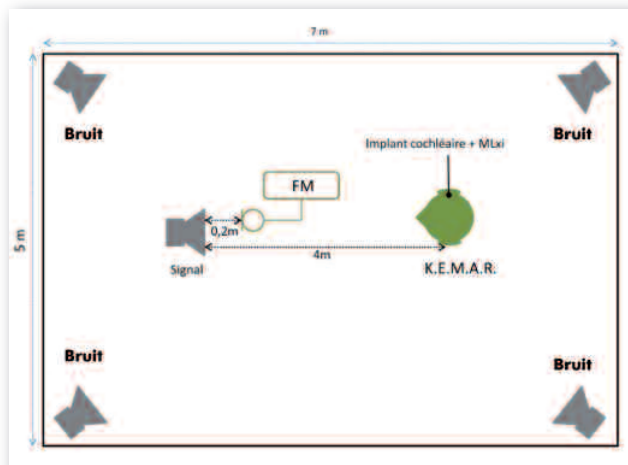 7 m
Bruit
Bruit
Implant cochléaire + MLxi
FM
5 m
0,2m
4m
Signal
K.E.M.A.R.
Bruit
Bruit